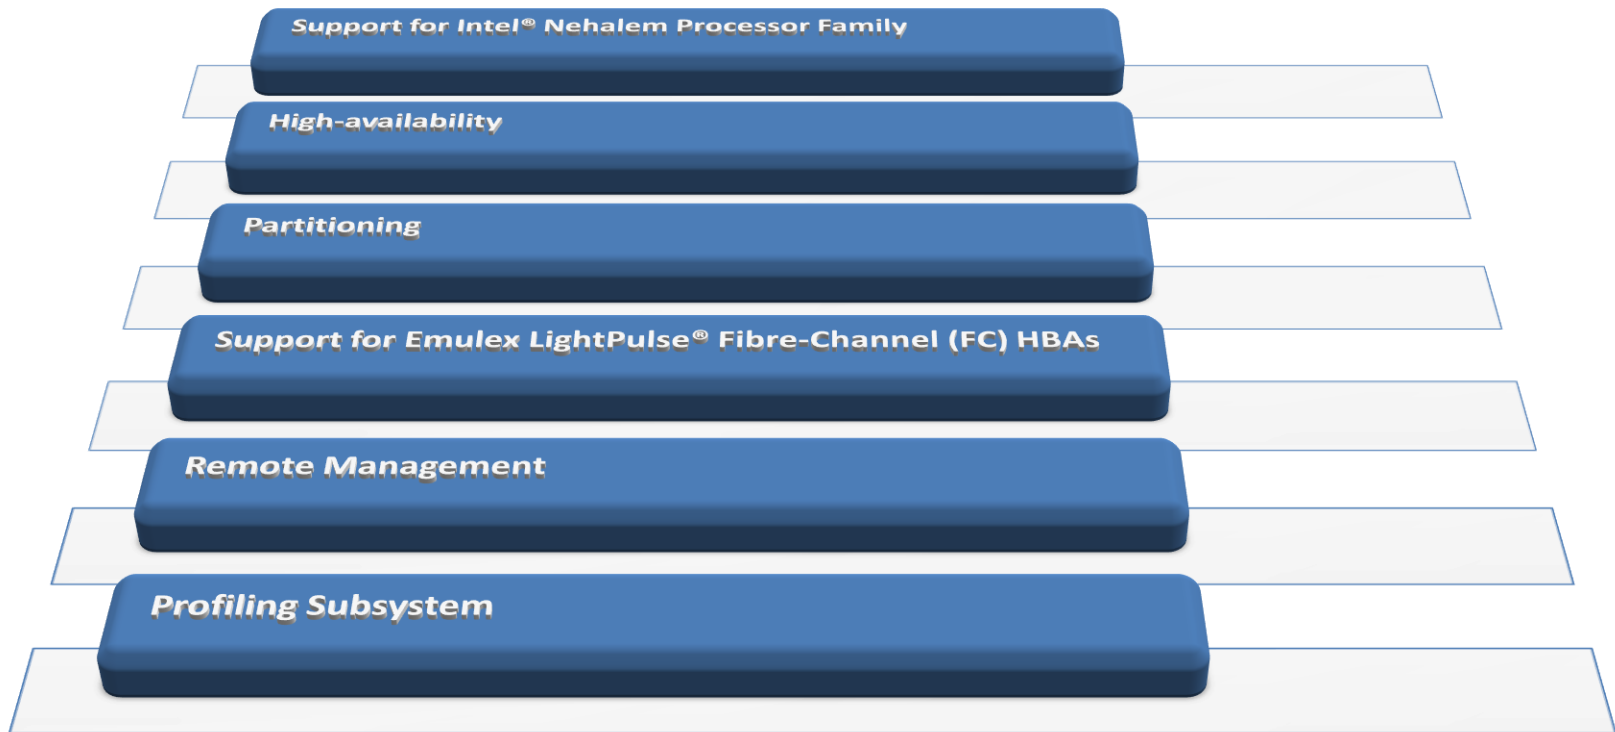 Support for Intel® Nehalem Processor Family
High-availability
Partitioning
Support for Emulex LightPulse® Fibre-Channel (FC) HBAs
Remote Management
Profiling Subsystem